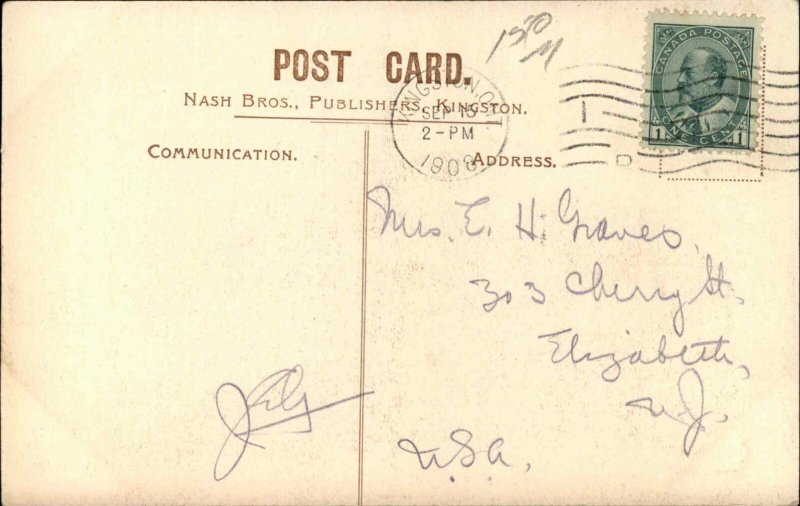 POST CARD.
NASH BROS., PUBLISHERS, KINGSTON.
KINGSTON, ON
SEP 15
2-PM
1908
CANADA POSTAGE
1 ONE CENT 1
COMMUNICATION.
ADDRESS.
Mrs. E. H. Graves,
303 Cherry St.,
Elizabeth,
N.J.
U.S.A.